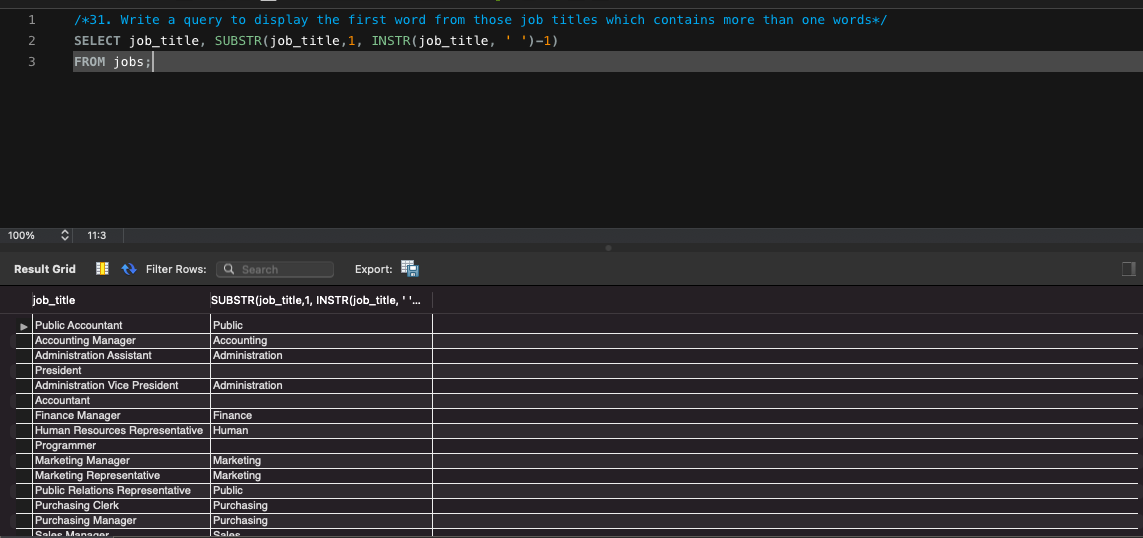 1 /*31. Write a query to display the first word from those job titles which contains more than one words*/
2 SELECT job_title, SUBSTR(job_title,1, INSTR(job_title, ' ')-1)
3 FROM jobs;
100% 11:3
Result Grid Filter Rows: Search Export:
job_title SUBSTR(job_title,1, INSTR(job_title, ' '...
Public Accountant Public
Accounting Manager Accounting
Administration Assistant Administration
President
Administration Vice President Administration
Accountant
Finance Manager Finance
Human Resources Representative Human
Programmer
Marketing Manager Marketing
Marketing Representative Marketing
Public Relations Representative Public
Purchasing Clerk Purchasing
Purchasing Manager Purchasing
Sales Manager Sales